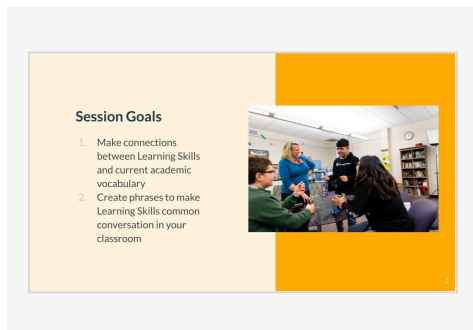 Session Goals
1. Make connections
between Learning Skills
and current academic
vocabulary
2. Create phrases to make
Learning Skills common
conversation in your
classroom
2